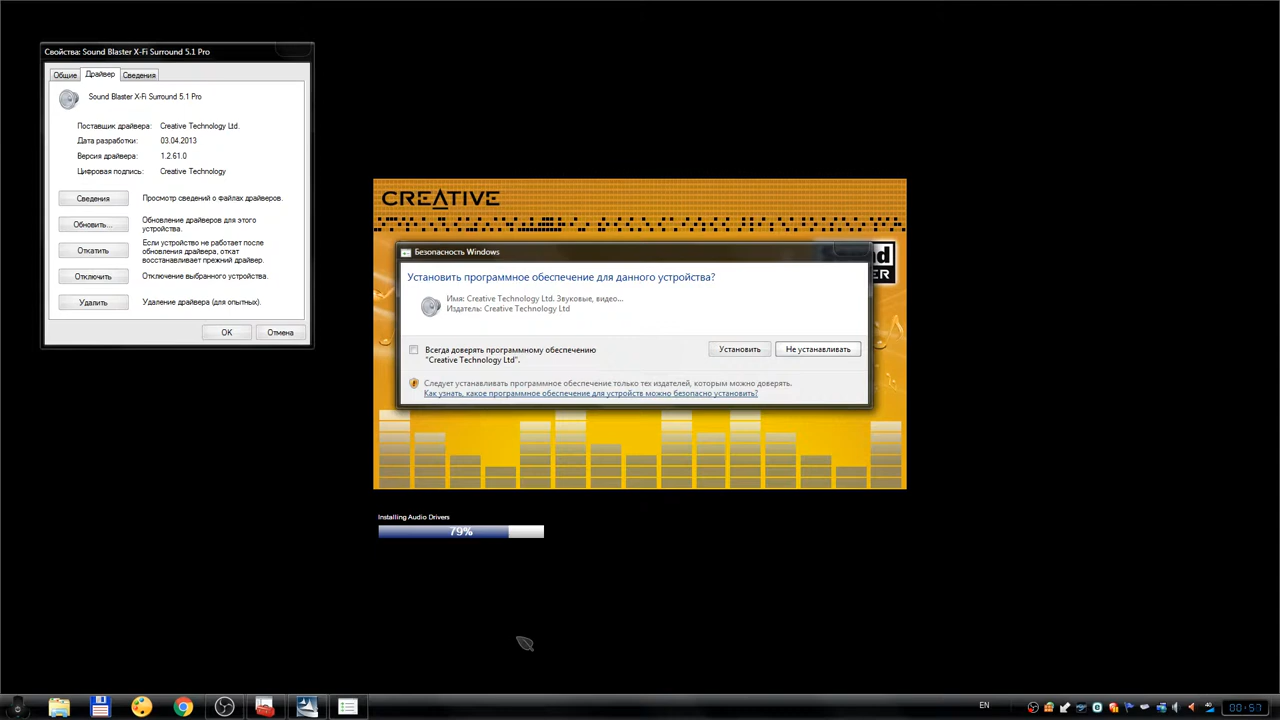 Свойства: Sound Blaster X-Fi Surround 5.1 Pro
Общие Драйвер Сведения
Sound Blaster X-Fi Surround 5.1 Pro
Поставщик драйвера: Creative Technology Ltd.
Дата разработки: 03.04.2013
Версия драйвера: 1.2.61.0
Цифровая подпись: Creative Technology
Сведения Просмотр сведений о файлах драйверов.
Обновить... Обновление драйверов для этого
устройства.
Откатить Если устройство не работает после
обновления драйвера, откат
восстанавливает прежний драйвер.
Отключить Отключение выбранного устройства.
Удалить Удаление драйвера (для опытных).
OK Отмена
CREATIVE
Безопасность Windows
Установить программное обеспечение для данного устройства?
Имя: Creative Technology Ltd. Звуковые, видео...
Издатель: Creative Technology Ltd
Всегда доверять программному обеспечению
"Creative Technology Ltd".
Установить Не устанавливать
Следует устанавливать программное обеспечение только тех издателей, которым можно доверять.
Как узнать, какое программное обеспечение для устройств можно безопасно установить?
Installing Audio Drivers
79%
EN
40
00:57